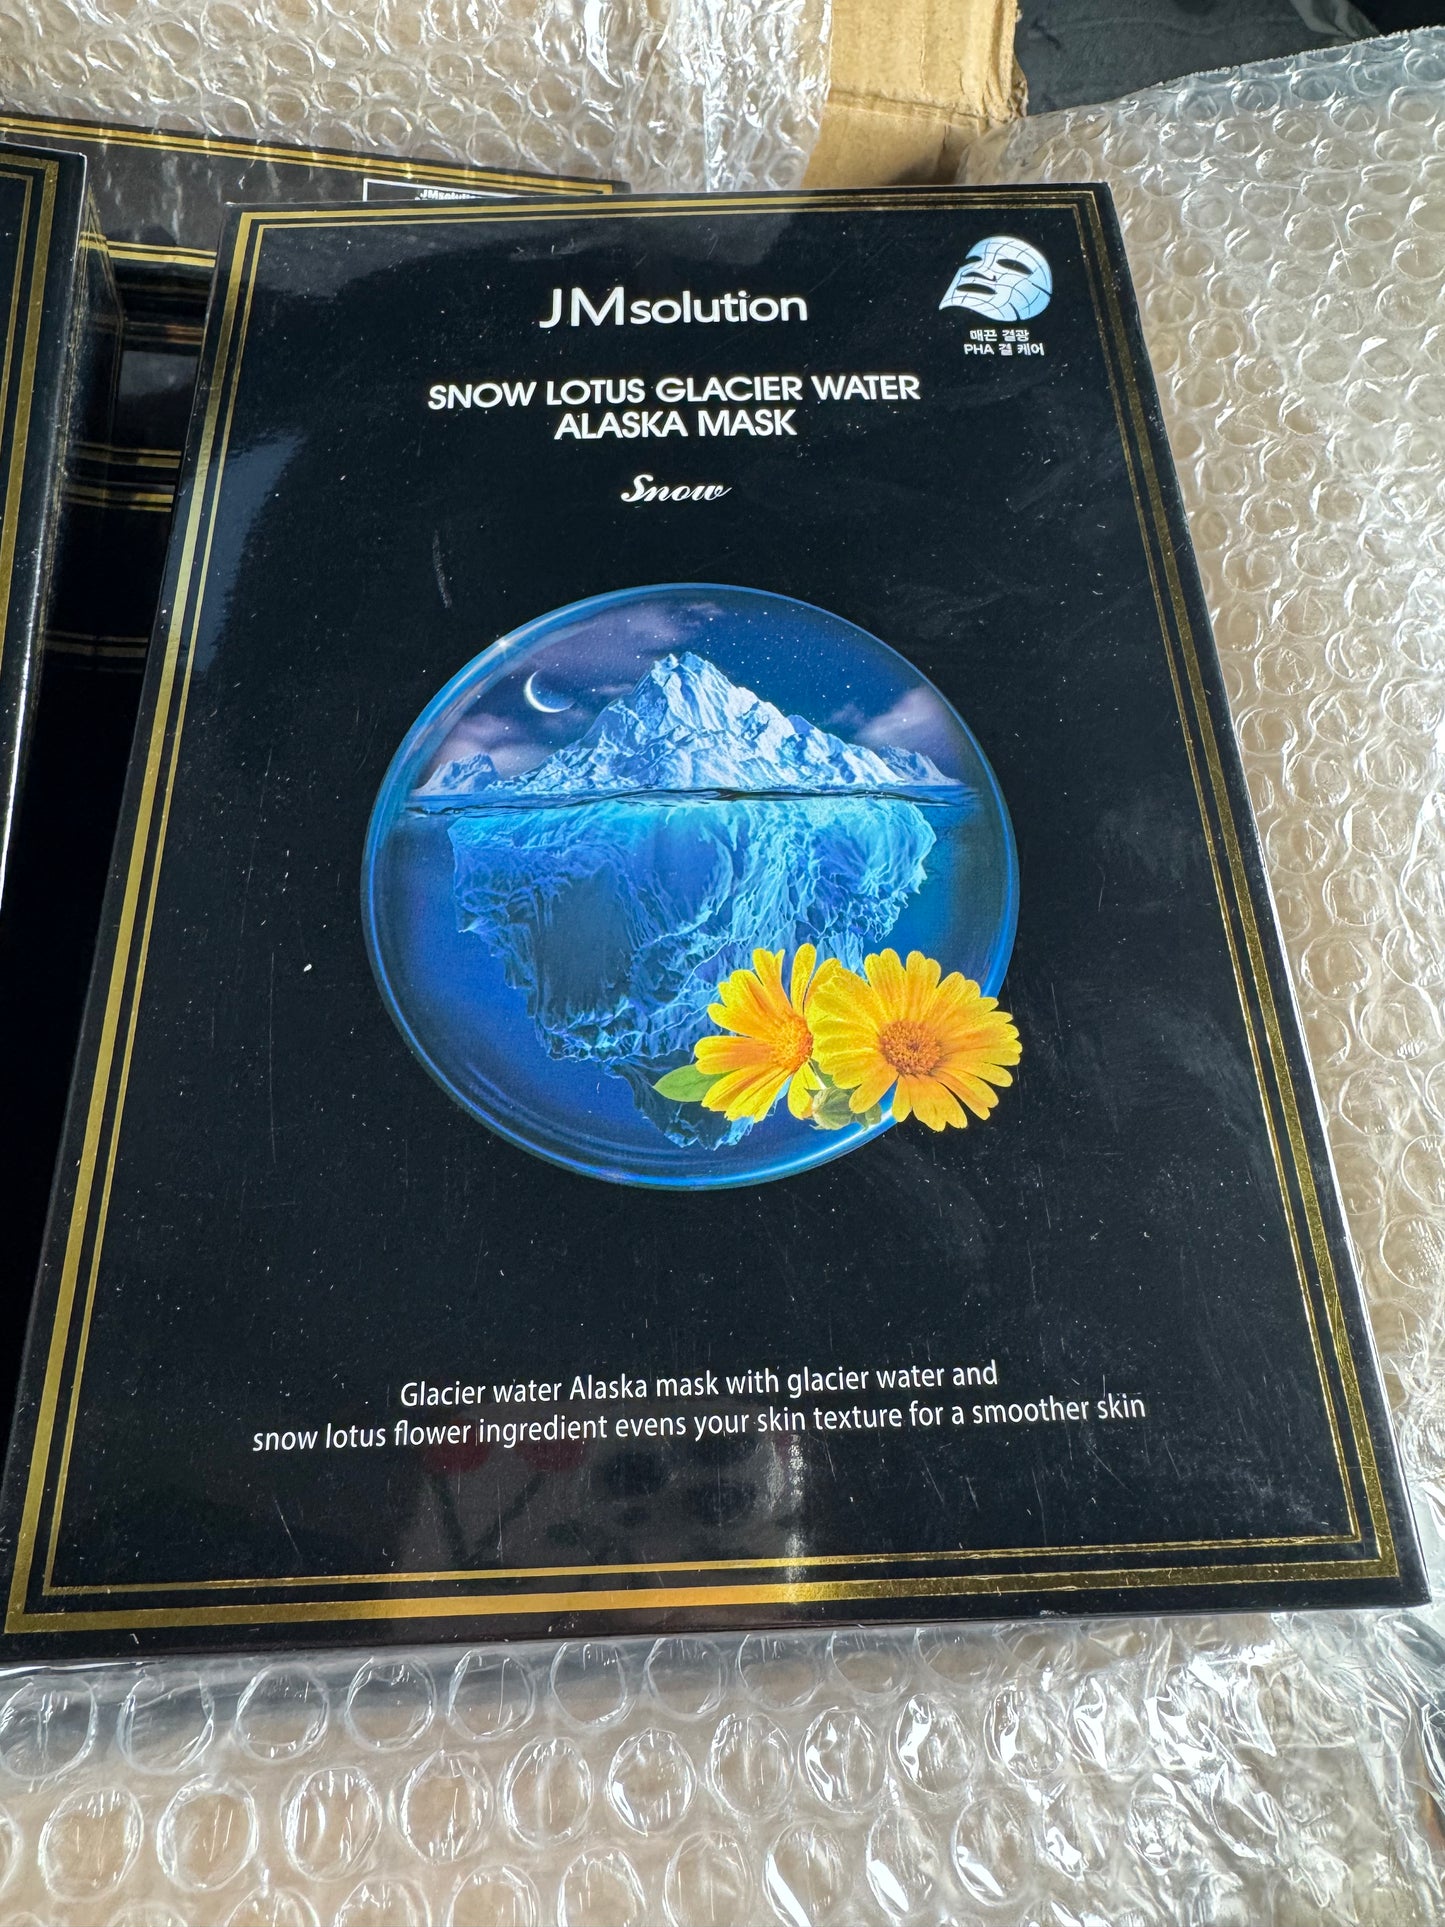 JMsolution
JMsolution
매끈 결광
PHA 결 케어
SNOW LOTUS GLACIER WATER
ALASKA MASK
Snow
Glacier water Alaska mask with glacier water and
snow lotus flower ingredient evens your skin texture for a smoother skin